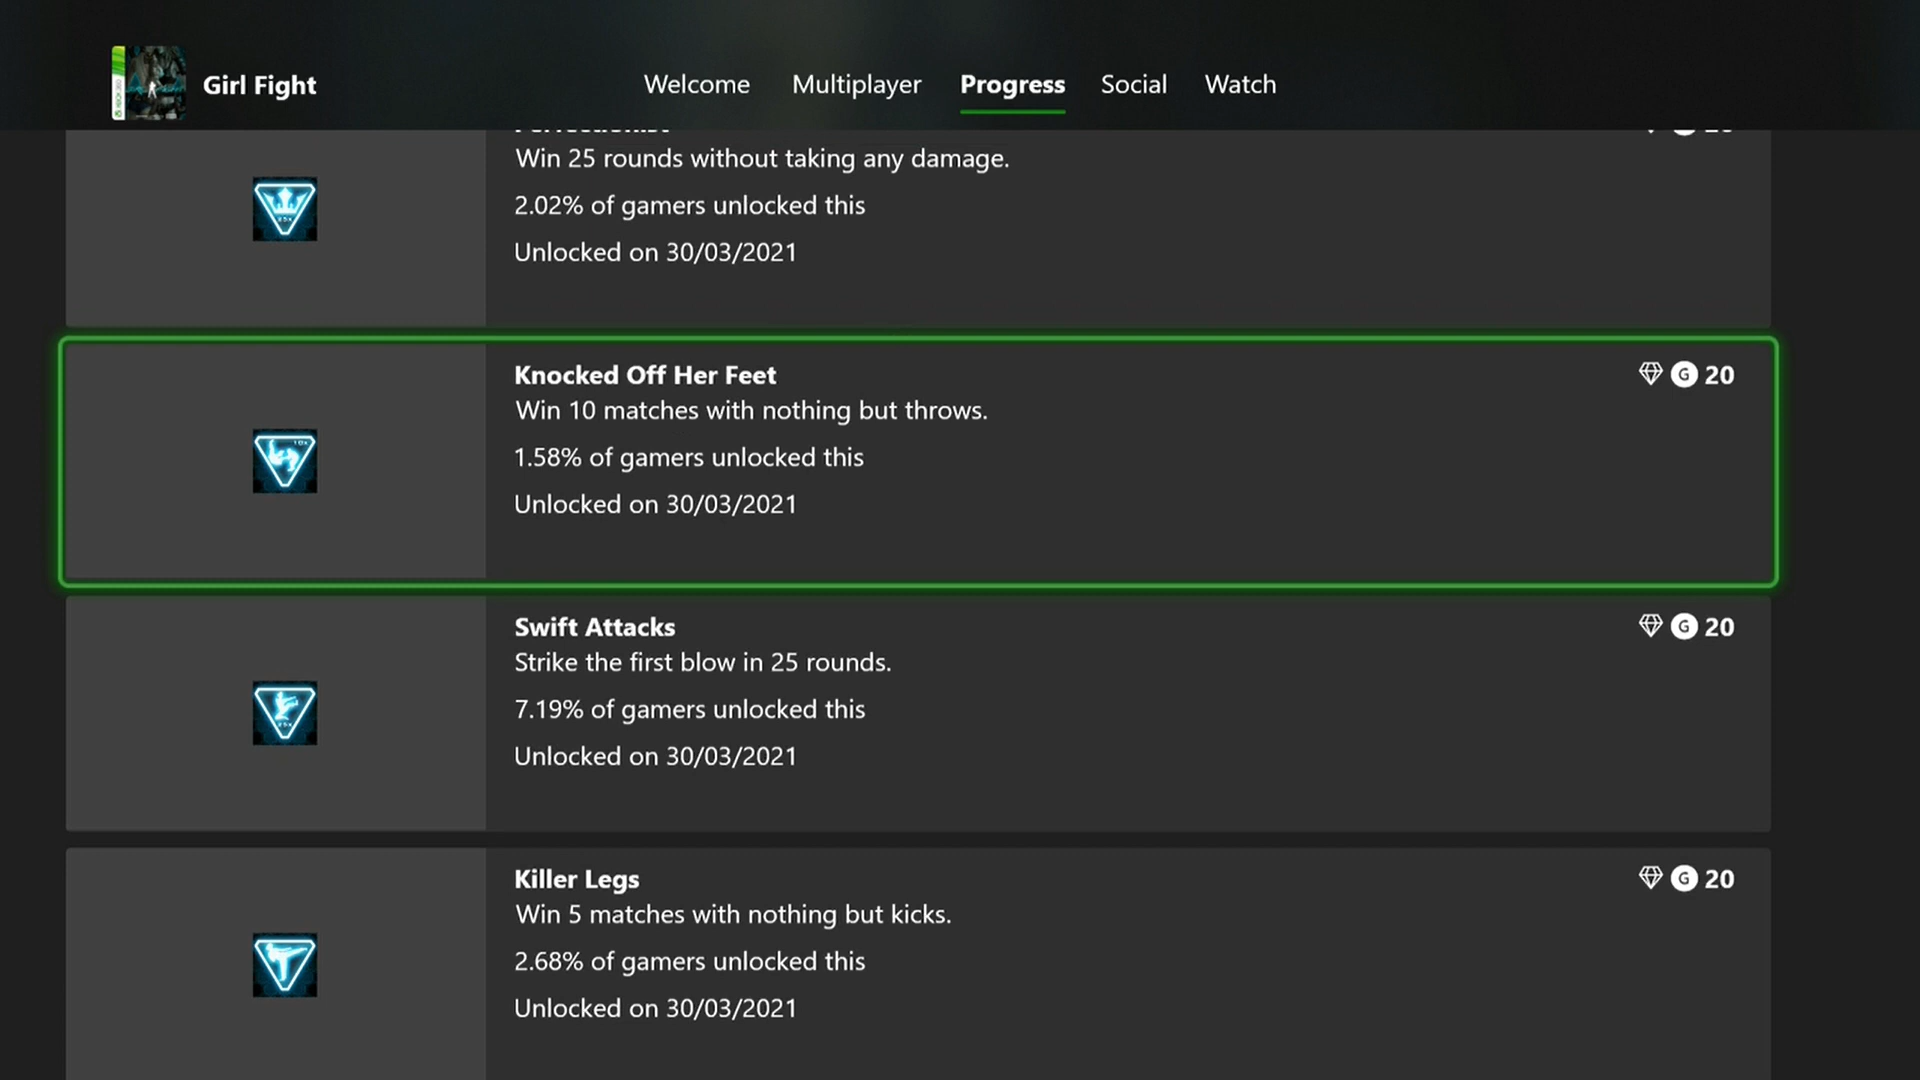 Girl Fight
Welcome
Multiplayer
Progress
Social
Watch
Win 25 rounds without taking any damage.
2.02% of gamers unlocked this
Unlocked on 30/03/2021
Knocked Off Her Feet
G 20
Win 10 matches with nothing but throws.
1.58% of gamers unlocked this
Unlocked on 30/03/2021
Swift Attacks
G 20
Strike the first blow in 25 rounds.
7.19% of gamers unlocked this
Unlocked on 30/03/2021
Killer Legs
G 20
Win 5 matches with nothing but kicks.
2.68% of gamers unlocked this
Unlocked on 30/03/2021